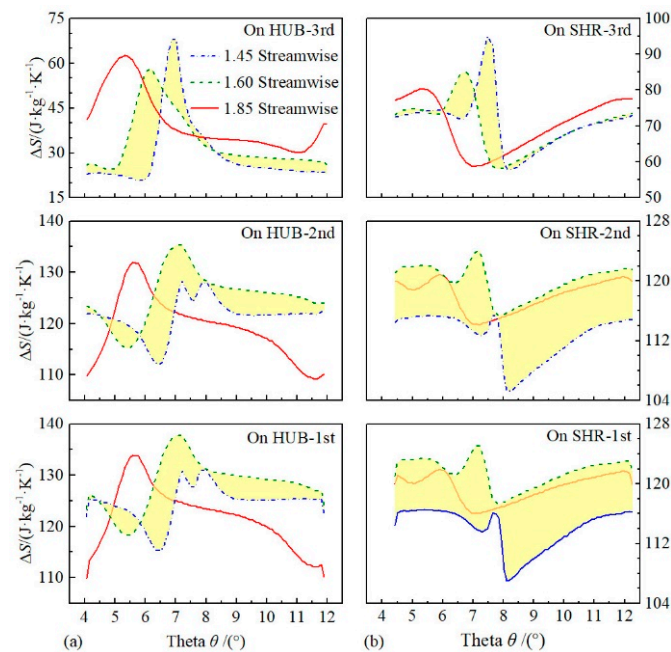 On HUB-3rd
1.45 Streamwise
1.60 Streamwise
1.85 Streamwise
ΔS/(J·kg⁻¹·K⁻¹)
75
60
45
30
15
On SHR-3rd
100
90
80
70
60
50
On HUB-2nd
ΔS/(J·kg⁻¹·K⁻¹)
140
130
120
110
On SHR-2nd
128
120
112
104
On HUB-1st
ΔS/(J·kg⁻¹·K⁻¹)
140
130
120
110
On SHR-1st
128
120
112
104
4 5 6 7 8 9 10 11 12
4 5 6 7 8 9 10 11 12
(a) Theta θ /(°)
(b) Theta θ /(°)